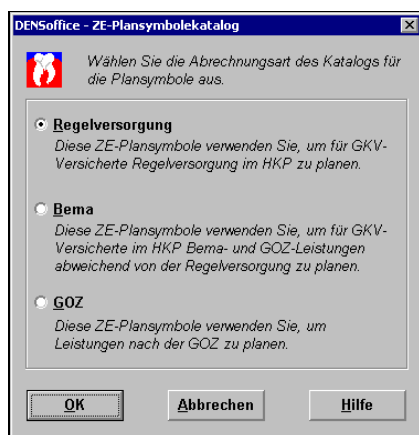 DENSoffice - ZE-Plansymbolekatalog
Wählen Sie die Abrechnungsart des Katalogs für
die Plansymbole aus.
Regelversorgung
Diese ZE-Plansymbole verwenden Sie, um für GKV-
Versicherte Regelversorgung im HKP zu planen.
Bema
Diese ZE-Plansymbole verwenden Sie, um für GKV-
Versicherte im HKP Bema- und GOZ-Leistungen
abweichend von der Regelversorgung zu planen.
GOZ
Diese ZE-Plansymbole verwenden Sie, um
Leistungen nach der GOZ zu planen.
OK Abbrechen Hilfe